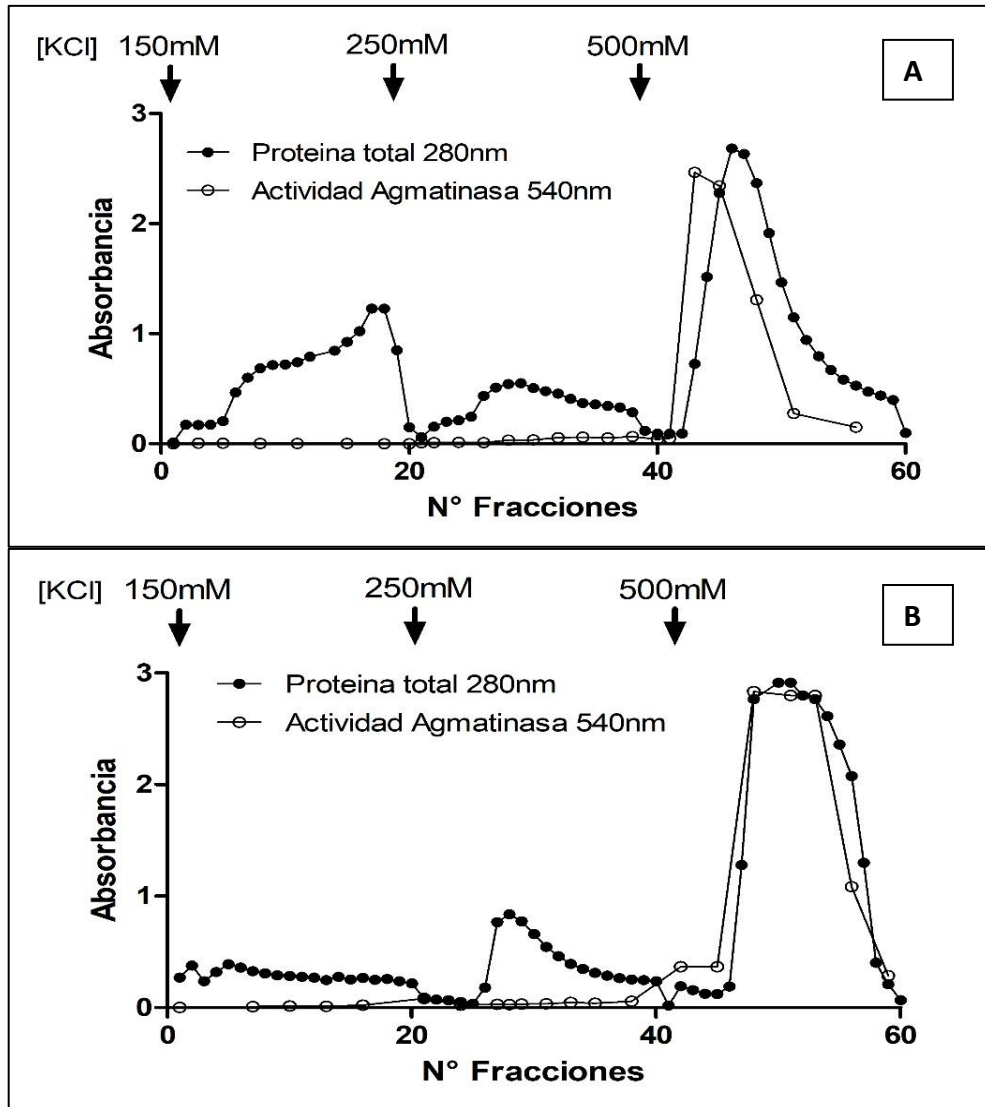 [KCl] 150mM 250mM 500mM
A
3
Proteina total 280nm
Actividad Agmatinasa 540nm
2
Absorbancia
1
0
0 20 40 60
N° Fracciones
[KCl] 150mM 250mM 500mM
B
3
Proteina total 280nm
Actividad Agmatinasa 540nm
2
Absorbancia
1
0
0 20 40 60
N° Fracciones